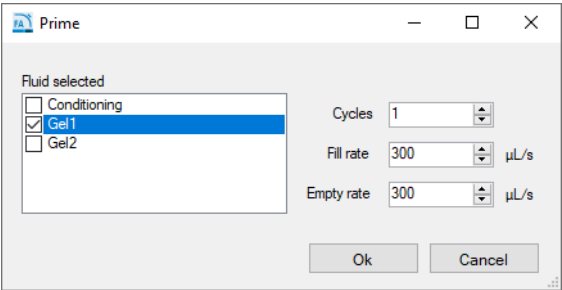 FA Prime
Fluid selected
Conditioning
Gel1
Gel2
Cycles 1
Fill rate 300 µL/s
Empty rate 300 µL/s
Ok Cancel